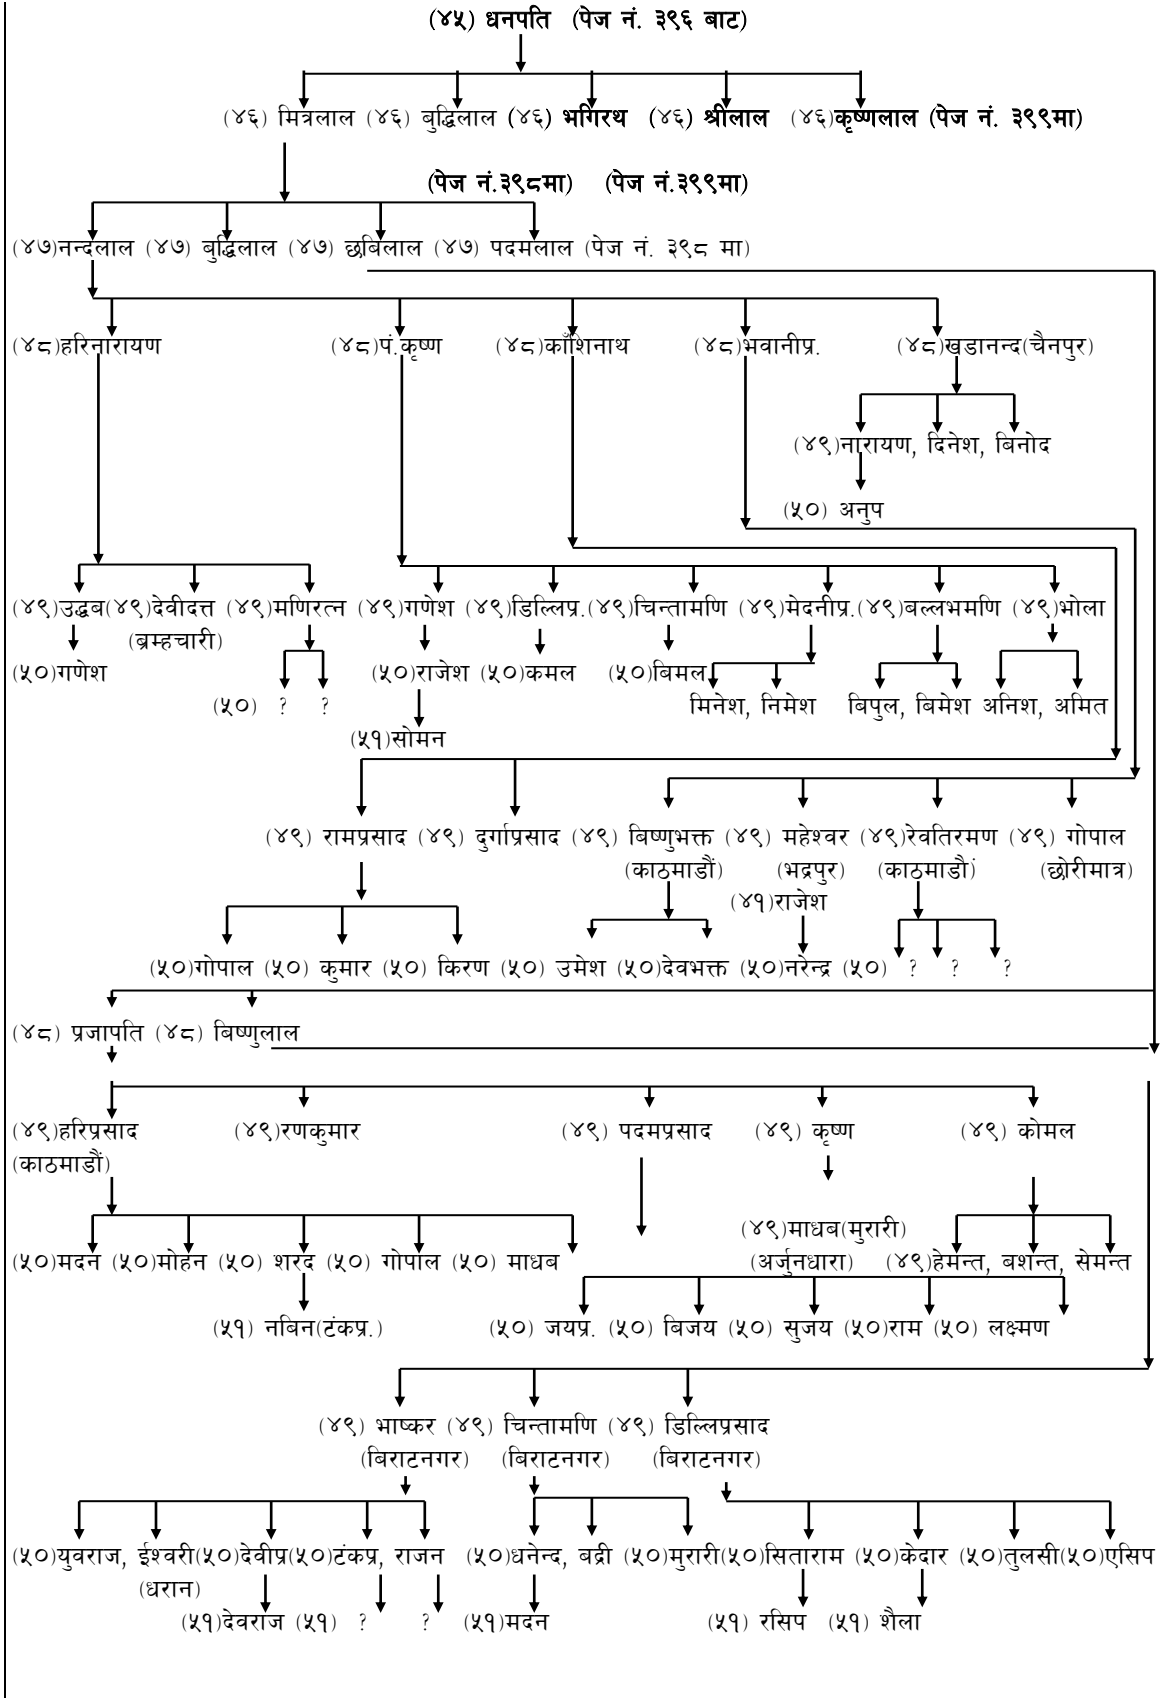 (४५) धनपति (पेज नं. ३९६ बाट)
(४६) मित्रलाल (४६) बुद्धिलाल (४६) भगिरथ (४६) श्रीलाल (४६)कृष्णलाल (पेज नं. ३९९मा)
(पेज नं.३९८मा) (पेज नं.३९९मा)
(४७)नन्दलाल (४७) बुद्धिलाल (४७) छबिलाल (४७) पदमलाल (पेज नं. ३९८ मा)
(४८)हरिनारायण (४८)पं.कृष्ण (४८)काँशिनाथ (४८)भवानीप्र. (४८)खडानन्द(चैनपुर)
(४९)नारायण, दिनेश, बिनोद
(५०) अनुप
(४९)उद्धब(४९)देवीदत्त (४९)मणिरत्न (४९)गणेश (४९)डिल्लिप्र.(४९)चिन्तामणि (४९)मेदनीप्र.(४९)बल्लभमणि (४९)भोला
(ब्रम्हचारी)
(५०)गणेश (५०)राजेश (५०)कमल (५०)बिमल
(५०) ? ? मिनेश, निमेश बिपुल, बिमेश अनिश, अमित
(५१)सोमन
(४९) रामप्रसाद (४९) दुर्गाप्रसाद (४९) बिष्णुभक्त (४९) महेश्वर (४९)रेवतिरमण (४९) गोपाल
(काठमाडौं) (भद्रपुर) (काठमाडौं) (छोरीमात्र)
(४१)राजेश
(५०)गोपाल (५०) कुमार (५०) किरण (५०) उमेश (५०)देवभक्त (५०)नरेन्द्र (५०) ? ? ?
(४८) प्रजापति (४८) बिष्णुलाल
(४९)हरिप्रसाद (४९)रणकुमार (४९) पदमप्रसाद (४९) कृष्ण (४९) कोमल
(काठमाडौं)
(४९)माधब(मुरारी)
(५०)मदन (५०)मोहन (५०) शरद (५०) गोपाल (५०) माधब (अर्जुनधारा) (४९)हेमन्त, बशन्त, सेमन्त
(५१) नबिन(टंकप्र.) (५०) जयप्र. (५०) बिजय (५०) सुजय (५०)राम (५०) लक्ष्मण
(४९) भाष्कर (४९) चिन्तामणि (४९) डिल्लिप्रसाद
(बिराटनगर) (बिराटनगर) (बिराटनगर)
(५०)युवराज, ईश्वरी(५०)देवीप्र(५०)टंकप्र, राजन (५०)धनेन्द, बद्री (५०)मुरारी(५०)सिताराम (५०)केदार (५०)तुलसी(५०)एसिप
(धरान)
(५१)देवराज (५१) ? ? (५१)मदन (५१) रसिप (५१) शैला